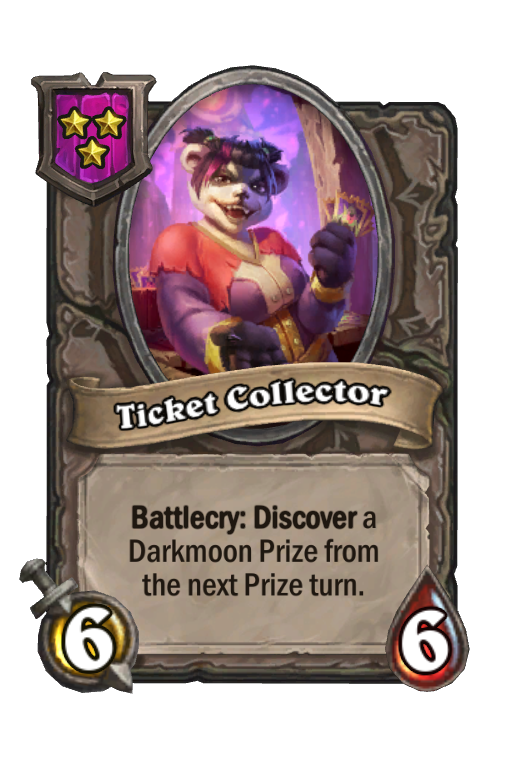 Ticket Collector
Battlecry: Discover a
Darkmoon Prize from
the next Prize turn.
6
6